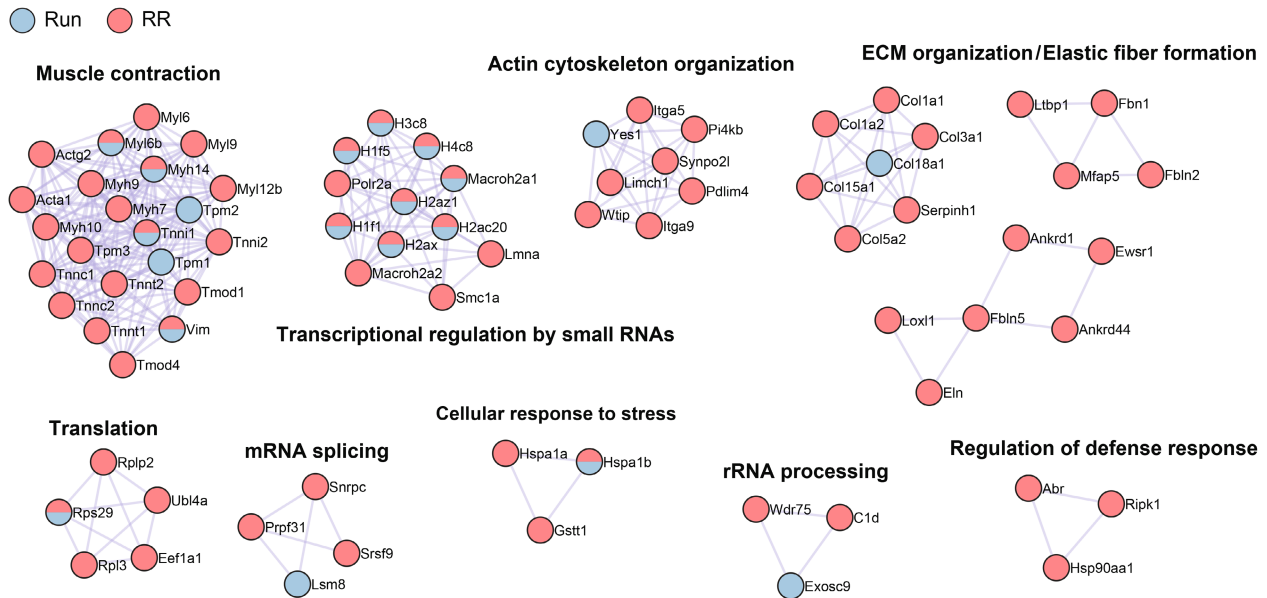 Run
RR
Muscle contraction
Myl6
Myl6b
Myl9
Actg2
Myh14
Myh9
Myl12b
Acta1
Myh7
Tpm2
Myh10
Tnni1
Tnni2
Tpm3
Tpm1
Tnnc1
Tnnt2
Tmod1
Tnnc2
Tnnt1
Vim
Tmod4
H3c8
H1f5
H4c8
Polr2a
Macroh2a1
H2az1
H1f1
H2ac20
H2ax
Lmna
Macroh2a2
Smc1a
Transcriptional regulation by small RNAs
Actin cytoskeleton organization
Itga5
Yes1
Pi4kb
Synpo2l
Limch1
Pdlim4
Wtip
Itga9
ECM organization/Elastic fiber formation
Col1a1
Col1a2
Col3a1
Col18a1
Col15a1
Serpinh1
Col5a2
Ltbp1
Fbn1
Mfap5
Fbln2
Ankrd1
Ewsr1
Loxl1
Fbln5
Ankrd44
Eln
Translation
Rplp2
Ubl4a
Rps29
Rpl3
Eef1a1
mRNA splicing
Snrpc
Prpf31
Srsf9
Lsm8
Cellular response to stress
Hspa1a
Hspa1b
Gstt1
rRNA processing
Wdr75
C1d
Exosc9
Regulation of defense response
Abr
Ripk1
Hsp90aa1